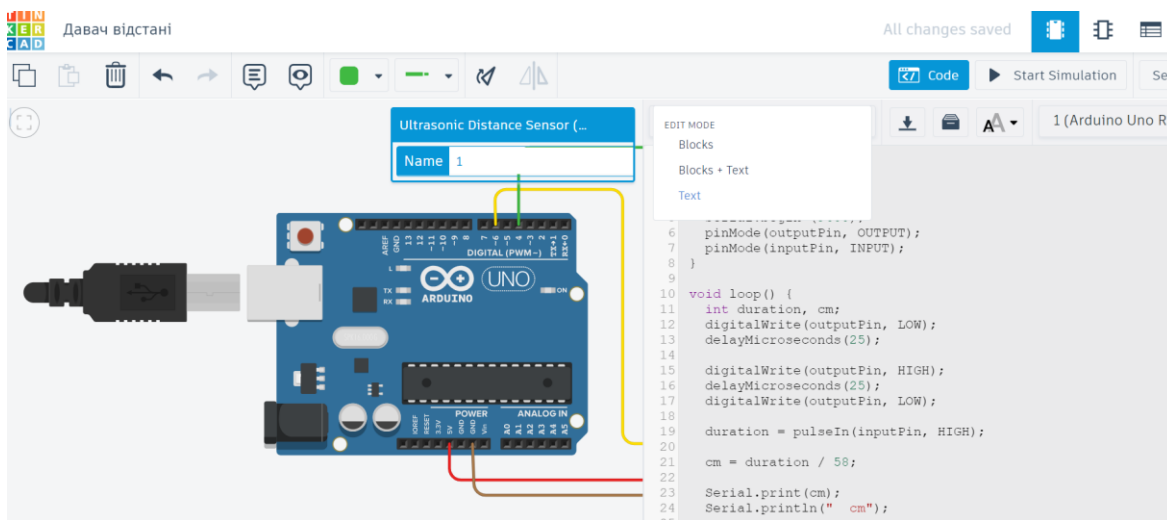 TIN
KER
CAD
Давач відстані
All changes saved
Code
Start Simulation
Se
Ultrasonic Distance Sensor (...
Name 1
EDIT MODE
Blocks
Blocks + Text
Text
AA
1 (Arduino Uno R
6 pinMode(outputPin, OUTPUT);
7 pinMode(inputPin, INPUT);
8 }
9
10 void loop() {
11 int duration, cm;
12 digitalWrite(outputPin, LOW);
13 delayMicroseconds(25);
14
15 digitalWrite(outputPin, HIGH);
16 delayMicroseconds(25);
17 digitalWrite(outputPin, LOW);
18
19 duration = pulseIn(inputPin, HIGH);
20
21 cm = duration / 58;
22
23 Serial.print(cm);
24 Serial.println(" cm");
AREF
GND
13
12
~11
~10
~9
8
7
~6
~5
4
~3
2
TX→1
RX←0
DIGITAL (PWM~)
L
TX
RX
ARDUINO
UNO
ON
POWER
ANALOG IN
IOREF
RESET
3.3V
5V
GND
GND
Vin
A0
A1
A2
A3
A4
A5